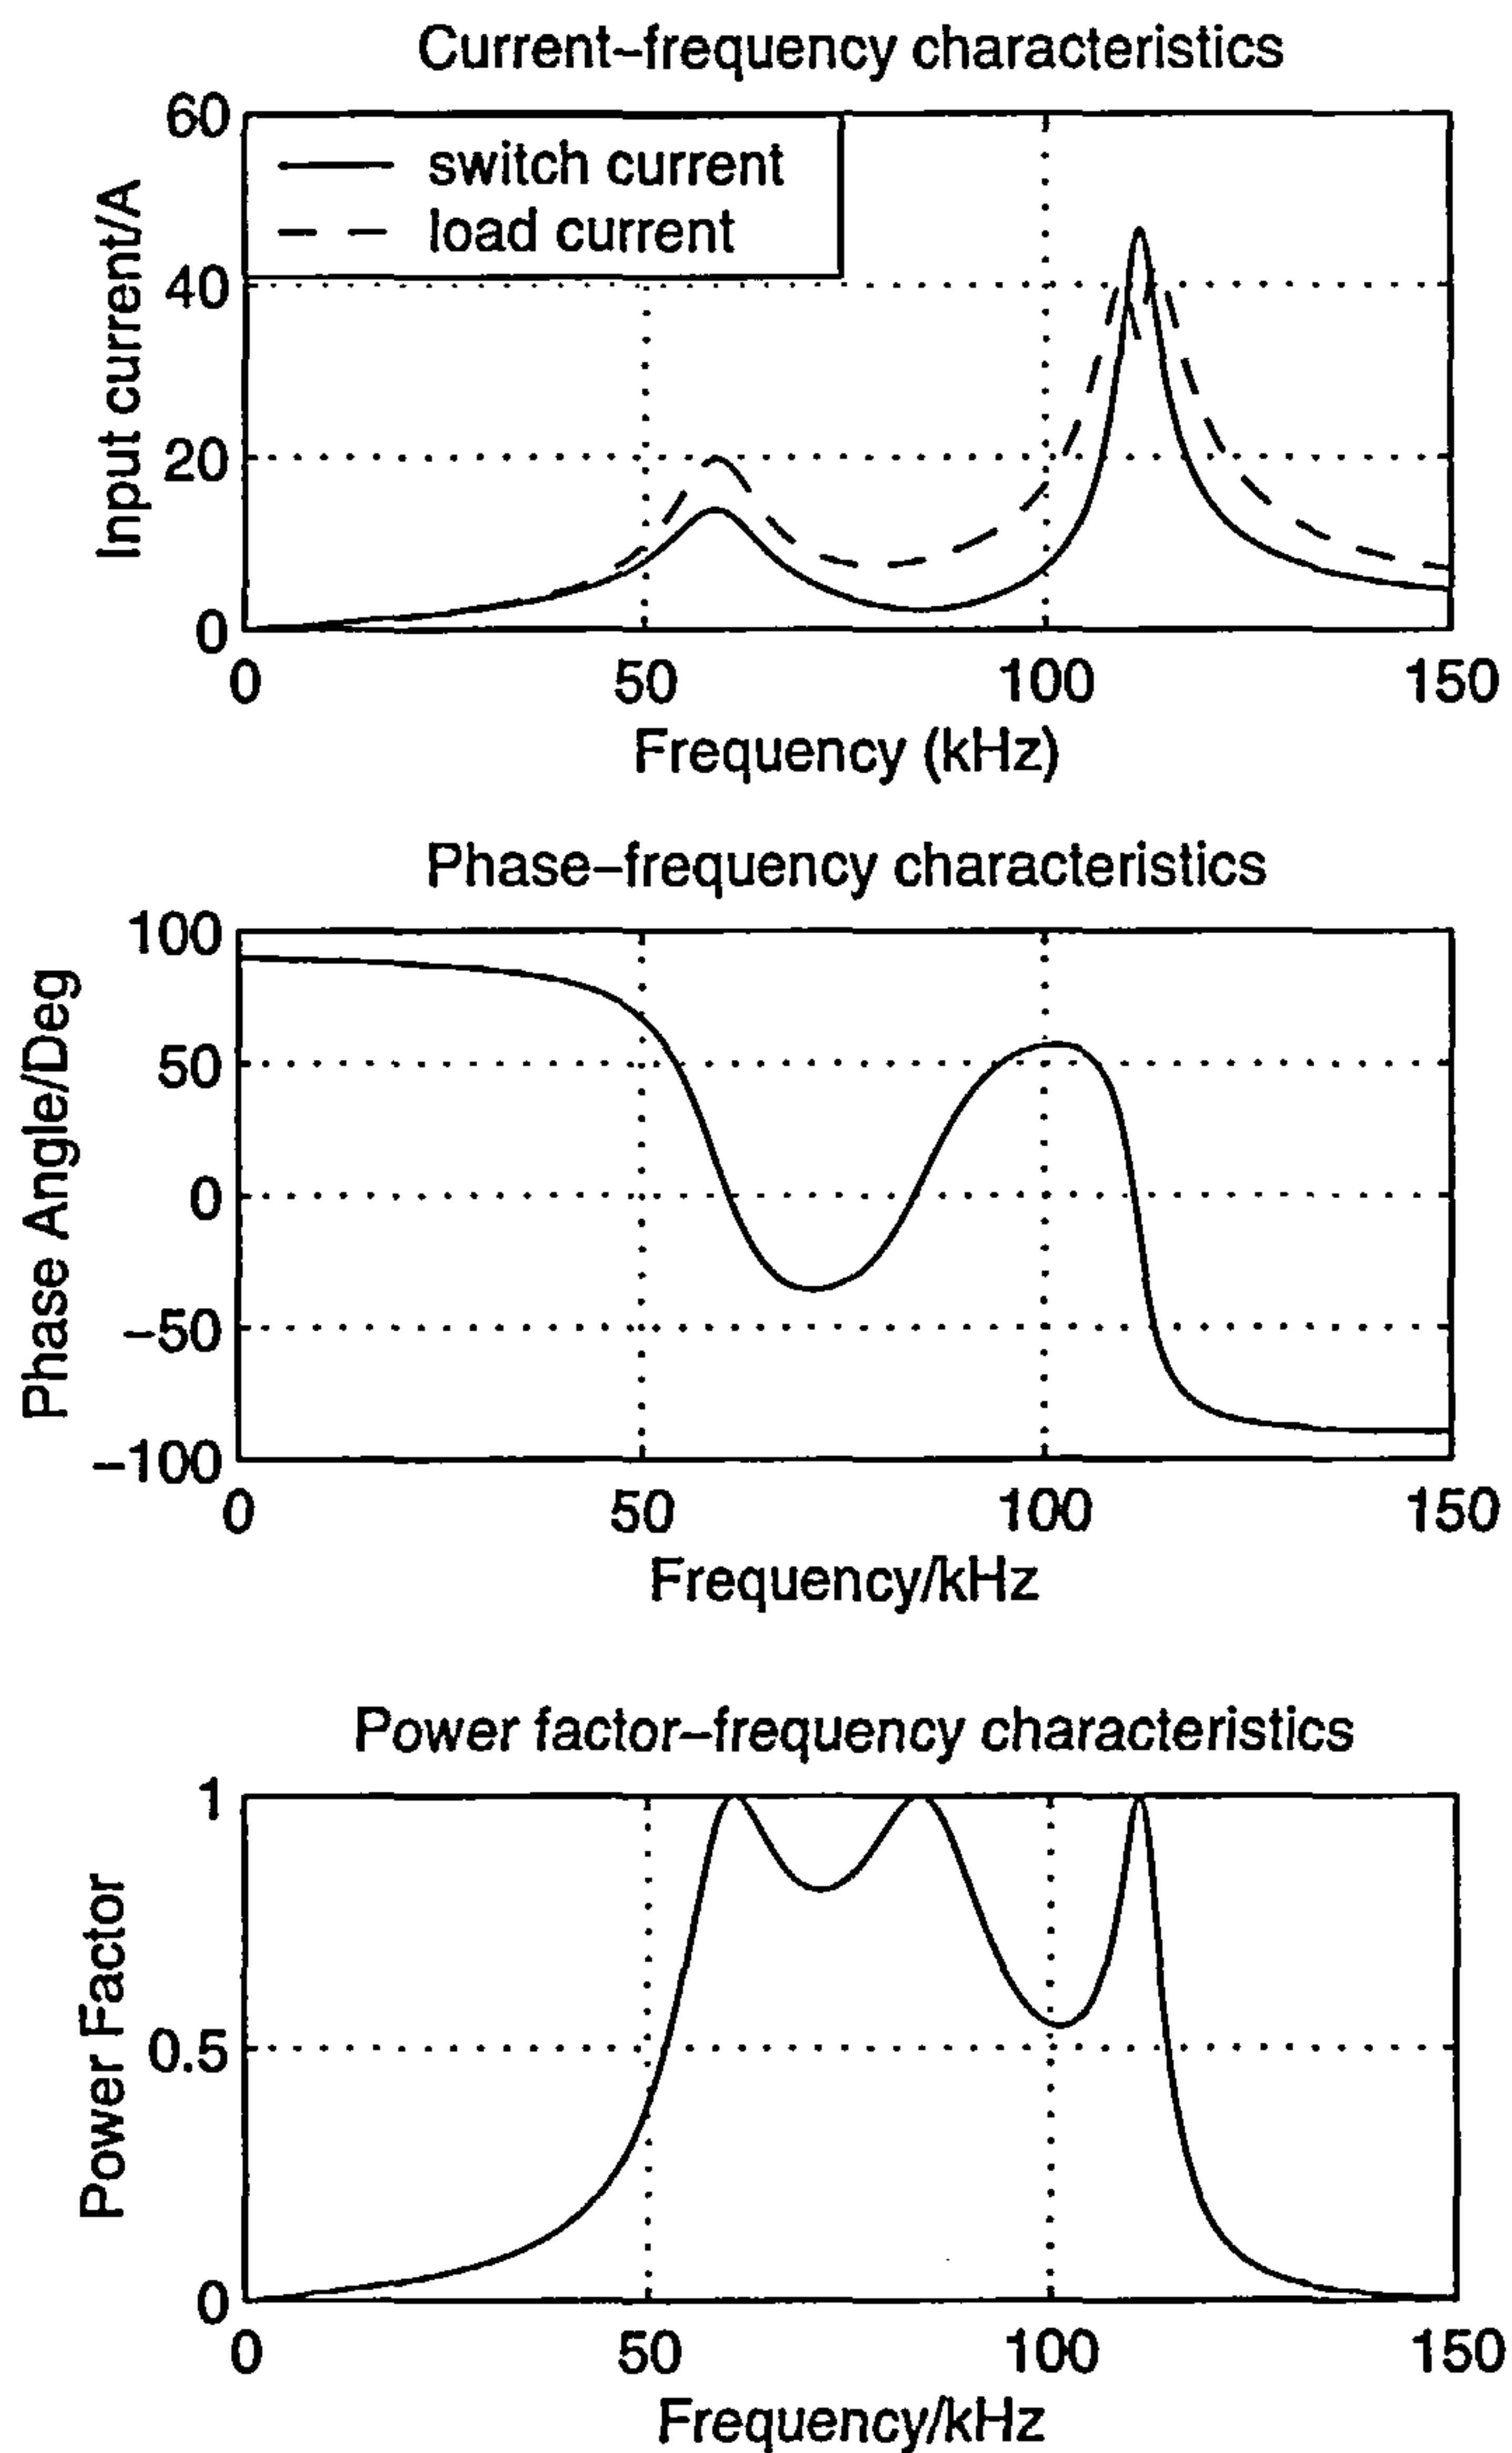 Current-frequency characteristics
60
40
20
0
Input current/A
switch current
load current
0
50
100
150
Frequency (kHz)
Phase-frequency characteristics
100
50
0
-50
-100
Phase Angle/Deg
0
50
100
150
Frequency/kHz
Power factor-frequency characteristics
1
0.5
0
Power Factor
0
50
100
150
Frequency/kHz